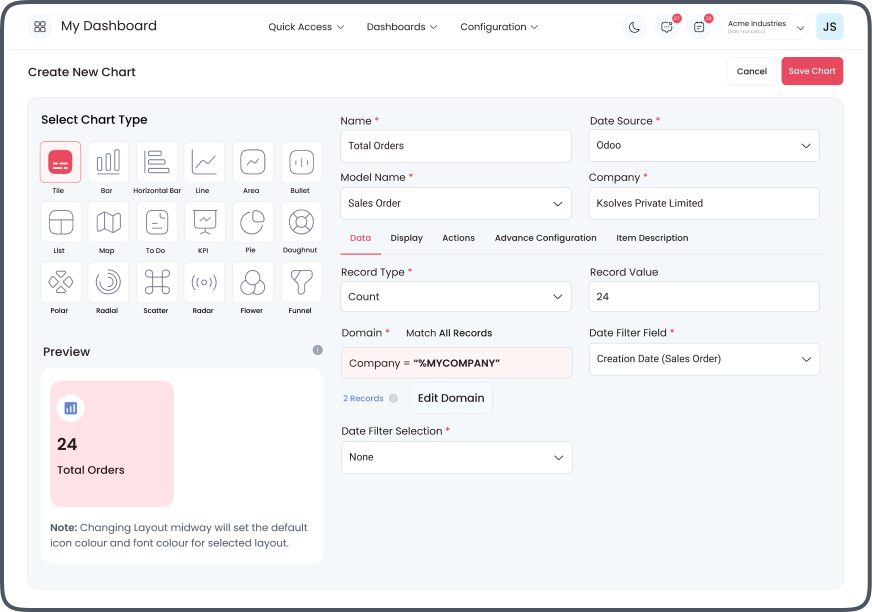 My Dashboard
Quick Access
Dashboards
Configuration
Acme Industries
(San Francisco)
JS
Create New Chart
Cancel
Save Chart
Select Chart Type
Tile
Bar
Horizontal Bar
Line
Area
Bullet
List
Map
To Do
KPI
Pie
Doughnut
Polar
Radial
Scatter
Radar
Flower
Funnel
Preview
24
Total Orders
Note: Changing Layout midway will set the default
icon colour and font colour for selected layout.
Name *
Total Orders
Date Source *
Odoo
Model Name *
Sales Order
Company *
Ksolves Private Limited
Data
Display
Actions
Advance Configuration
Item Description
Record Type *
Count
Record Value
24
Domain *
Match All Records
Company = “%MYCOMPANY”
2 Records
Edit Domain
Date Filter Field *
Creation Date (Sales Order)
Date Filter Selection *
None